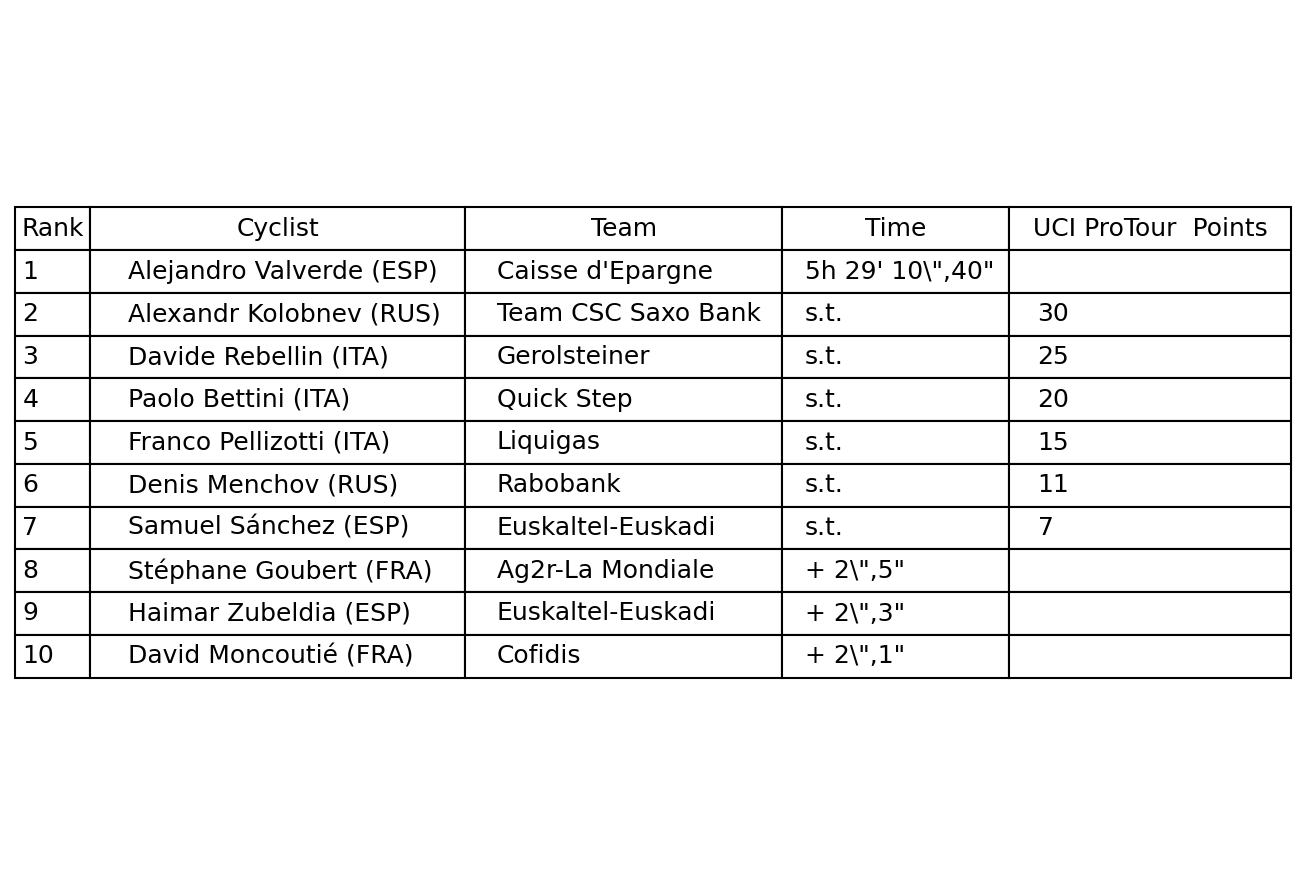 Rank Cyclist Team Time UCI ProTour  Points
1 Alejandro Valverde (ESP) Caisse d'Epargne 5h 29' 10\",40"
2 Alexandr Kolobnev (RUS) Team CSC Saxo Bank s.t. 30
3 Davide Rebellin (ITA) Gerolsteiner s.t. 25
4 Paolo Bettini (ITA) Quick Step s.t. 20
5 Franco Pellizotti (ITA) Liquigas s.t. 15
6 Denis Menchov (RUS) Rabobank s.t. 11
7 Samuel Sánchez (ESP) Euskaltel-Euskadi s.t. 7
8 Stéphane Goubert (FRA) Ag2r-La Mondiale + 2\",5"
9 Haimar Zubeldia (ESP) Euskaltel-Euskadi + 2\",3"
10 David Moncoutié (FRA) Cofidis + 2\",1"